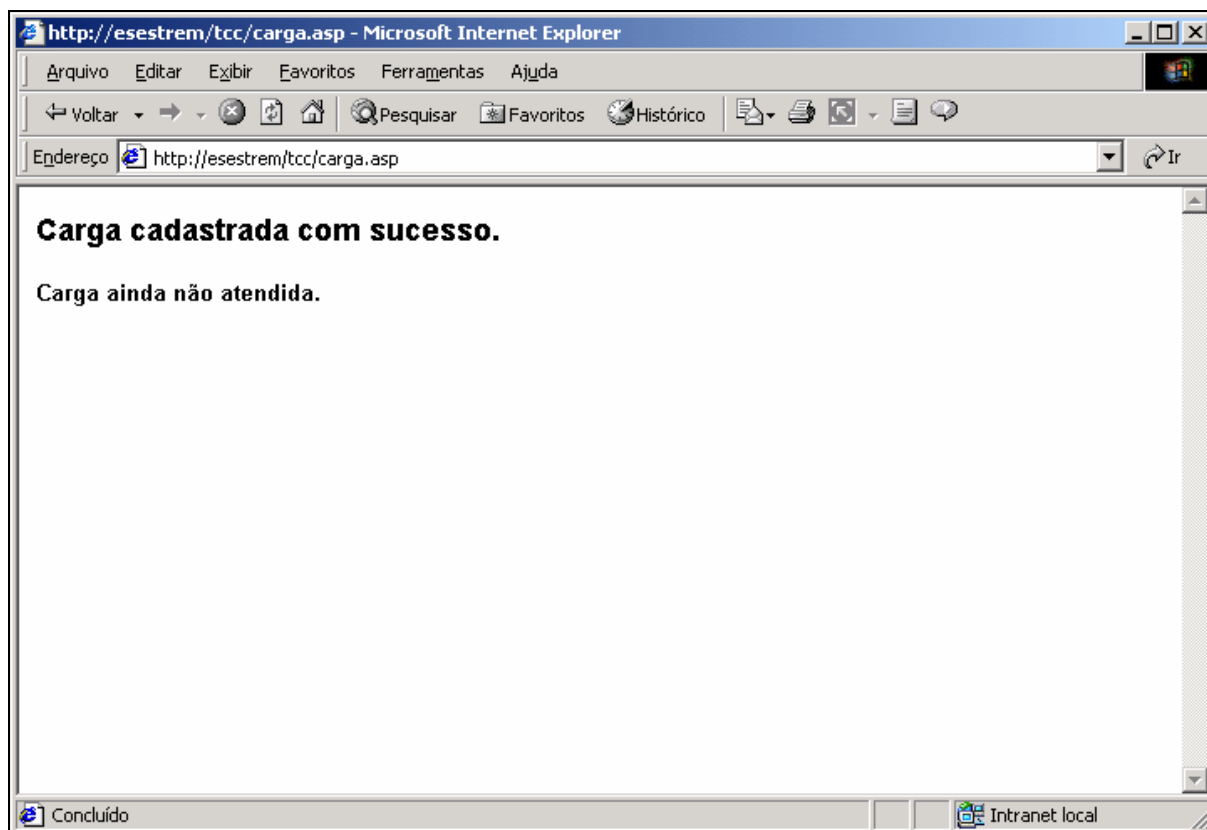 http://esestrem/tcc/carga.asp - Microsoft Internet Explorer
Arquivo Editar Exibir Favoritos Ferramentas Ajuda
Voltar Pesquisar Favoritos Histórico
Endereço http://esestrem/tcc/carga.asp Ir
Carga cadastrada com sucesso.
Carga ainda não atendida.
Concluído Intranet local